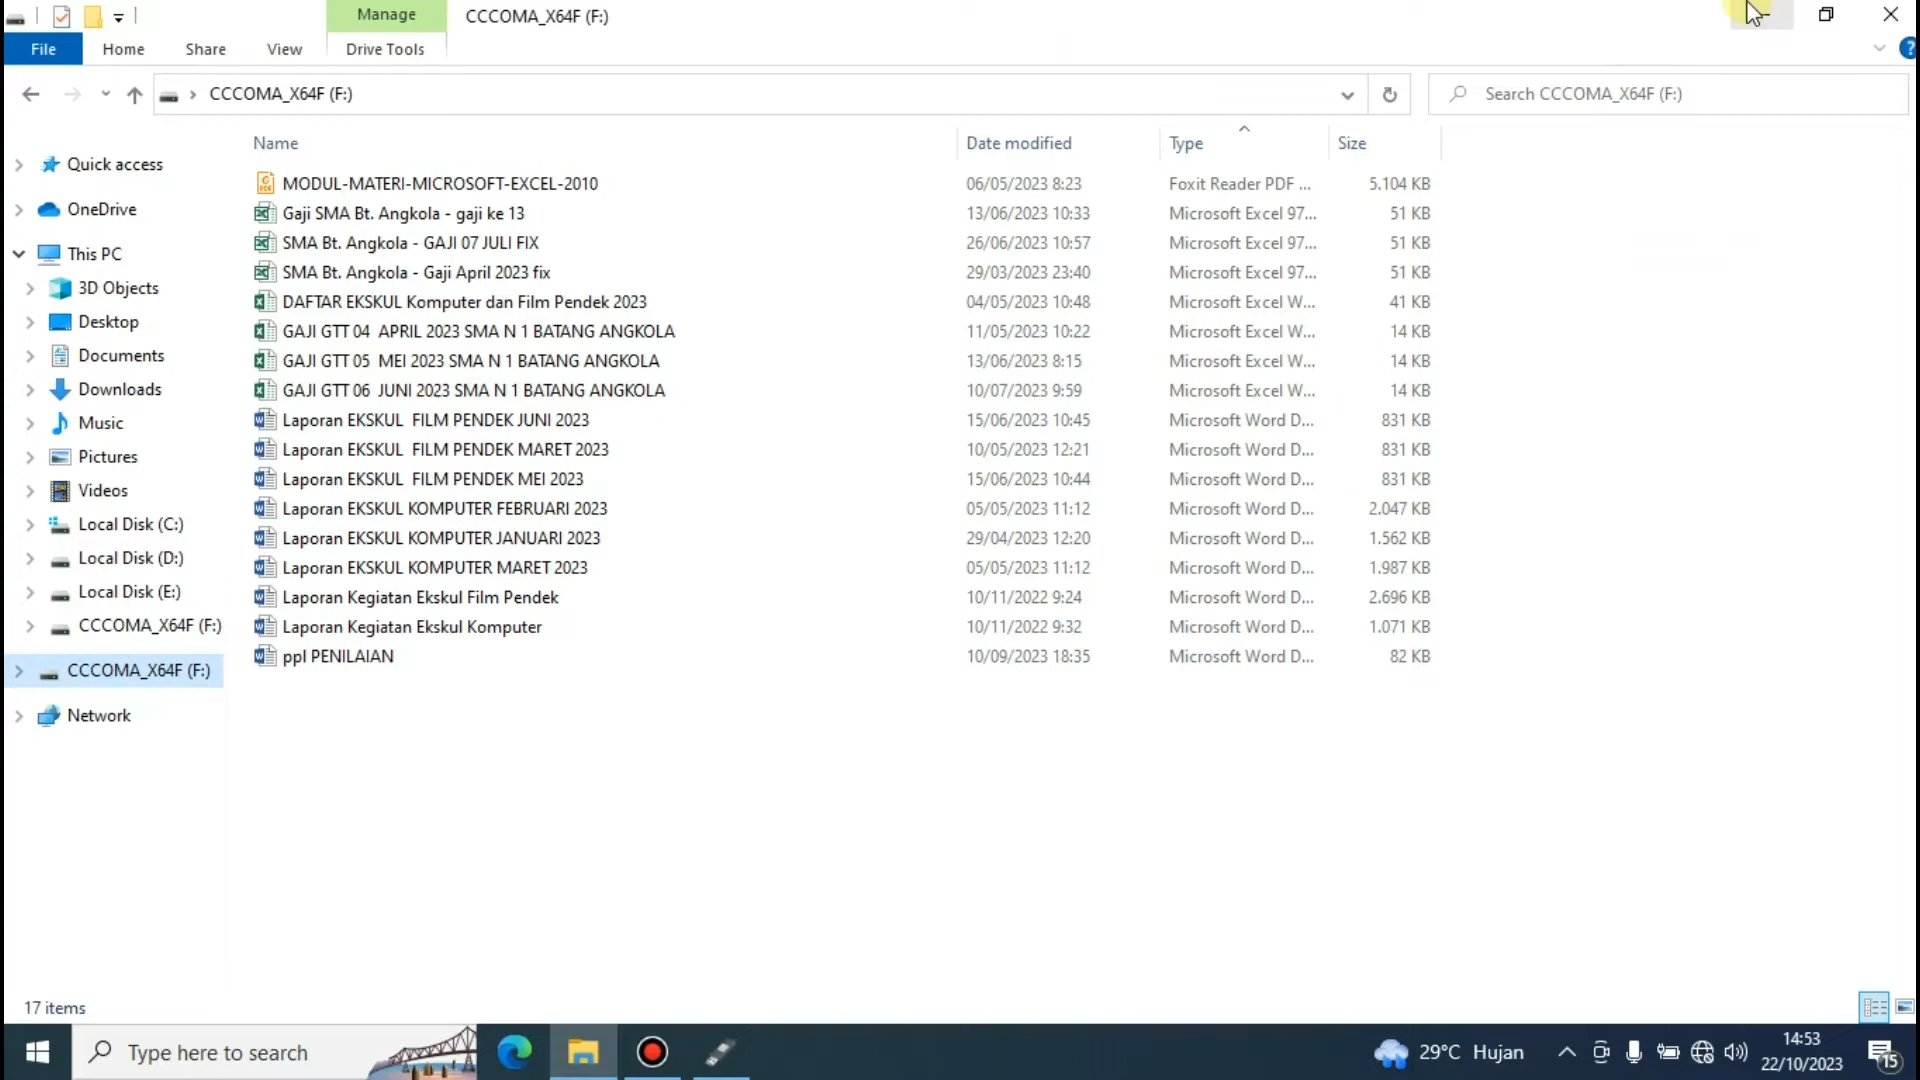 Manage
CCCOMA_X64F (F:)
File
Home
Share
View
Drive Tools
?
CCCOMA_X64F (F:)
Search CCCOMA_X64F (F:)
Name Date modified Type Size
Quick access
OneDrive
This PC
3D Objects
Desktop
Documents
Downloads
Music
Pictures
Videos
Local Disk (C:)
Local Disk (D:)
Local Disk (E:)
CCCOMA_X64F (F:)
CCCOMA_X64F (F:)
Network
MODUL-MATERI-MICROSOFT-EXCEL-2010 06/05/2023 8:23 Foxit Reader PDF ... 5.104 KB
Gaji SMA Bt. Angkola - gaji ke 13 13/06/2023 10:33 Microsoft Excel 97... 51 KB
SMA Bt. Angkola - GAJI 07 JULI FIX 26/06/2023 10:57 Microsoft Excel 97... 51 KB
SMA Bt. Angkola - Gaji April 2023 fix 29/03/2023 23:40 Microsoft Excel 97... 51 KB
DAFTAR EKSKUL Komputer dan Film Pendek 2023 04/05/2023 10:48 Microsoft Excel W... 41 KB
GAJI GTT 04  APRIL 2023 SMA N 1 BATANG ANGKOLA 11/05/2023 10:22 Microsoft Excel W... 14 KB
GAJI GTT 05  MEI 2023 SMA N 1 BATANG ANGKOLA 13/06/2023 8:15 Microsoft Excel W... 14 KB
GAJI GTT 06  JUNI 2023 SMA N 1 BATANG ANGKOLA 10/07/2023 9:59 Microsoft Excel W... 14 KB
Laporan EKSKUL  FILM PENDEK JUNI 2023 15/06/2023 10:45 Microsoft Word D... 831 KB
Laporan EKSKUL  FILM PENDEK MARET 2023 10/05/2023 12:21 Microsoft Word D... 831 KB
Laporan EKSKUL  FILM PENDEK MEI 2023 15/06/2023 10:44 Microsoft Word D... 831 KB
Laporan EKSKUL KOMPUTER FEBRUARI 2023 05/05/2023 11:12 Microsoft Word D... 2.047 KB
Laporan EKSKUL KOMPUTER JANUARI 2023 29/04/2023 12:20 Microsoft Word D... 1.562 KB
Laporan EKSKUL KOMPUTER MARET 2023 05/05/2023 11:12 Microsoft Word D... 1.987 KB
Laporan Kegiatan Ekskul Film Pendek 10/11/2022 9:24 Microsoft Word D... 2.696 KB
Laporan Kegiatan Ekskul Komputer 10/11/2022 9:32 Microsoft Word D... 1.071 KB
ppl PENILAIAN 10/09/2023 18:35 Microsoft Word D... 82 KB
17 items
Type here to search
29°C Hujan
14:53
22/10/2023
15